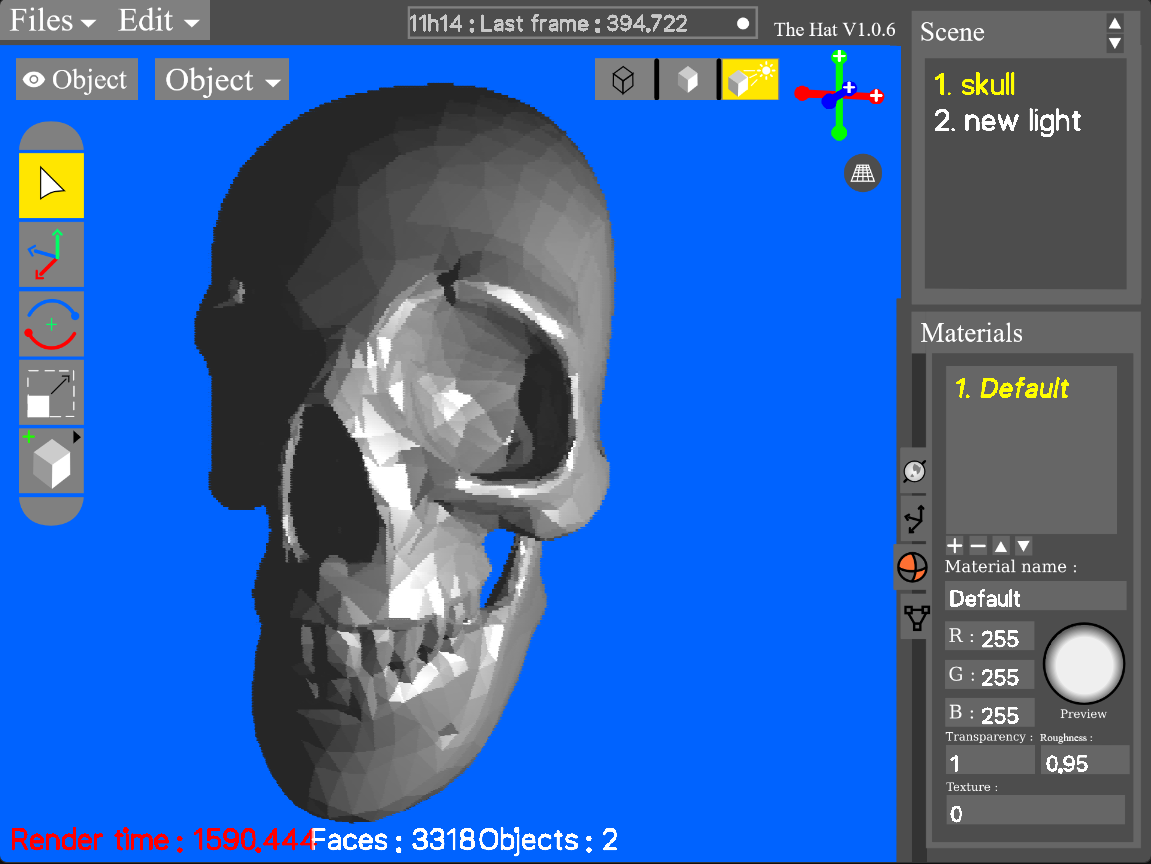 Files Edit 11h14 : Last frame : 394.722 The Hat V1.0.6
Object Object
Scene
1. skull
2. new light
Materials
1. Default
Material name :
Default
R : 255
G : 255
B : 255
Preview
Transparency : Roughness :
1 0.95
Texture :
0
Render time : 1590.444 Faces : 3318 Objects : 2